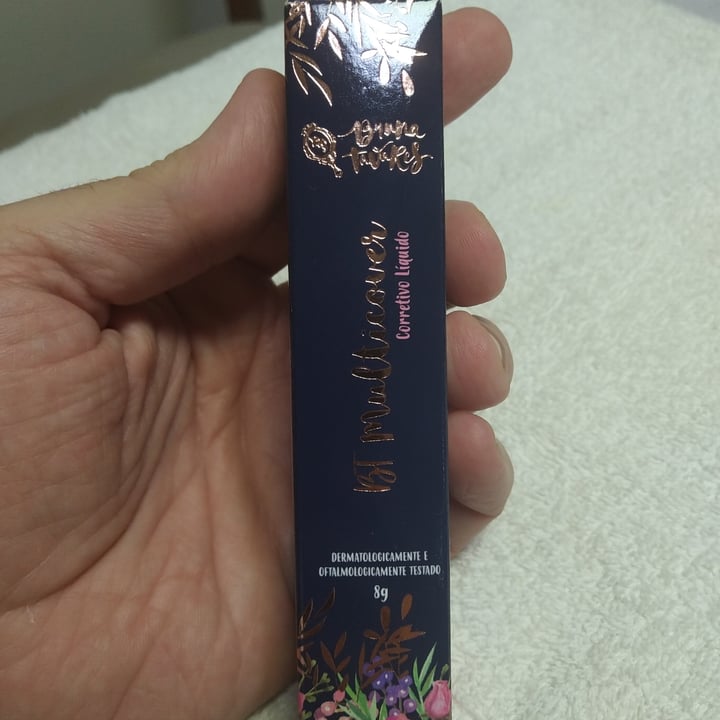 Bruna
Tavares
BT Multicover
Corretivo Líquido
DERMATOLOGICAMENTE E
OFTALMOLOGICAMENTE TESTADO
8g